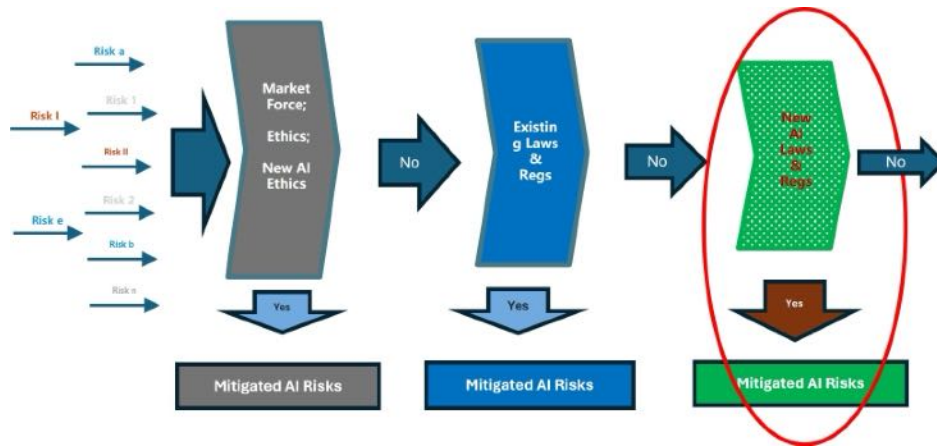 Risk a
Risk 1
Risk I
Risk II
Risk 2
Risk e
Risk b
Risk n
Market
Force;
Ethics;
New AI
Ethics
No
Existin
g Laws
&
Regs
No
New
AI
Laws
&
Regs
No
Yes
Yes
Yes
Mitigated AI Risks
Mitigated AI Risks
Mitigated AI Risks